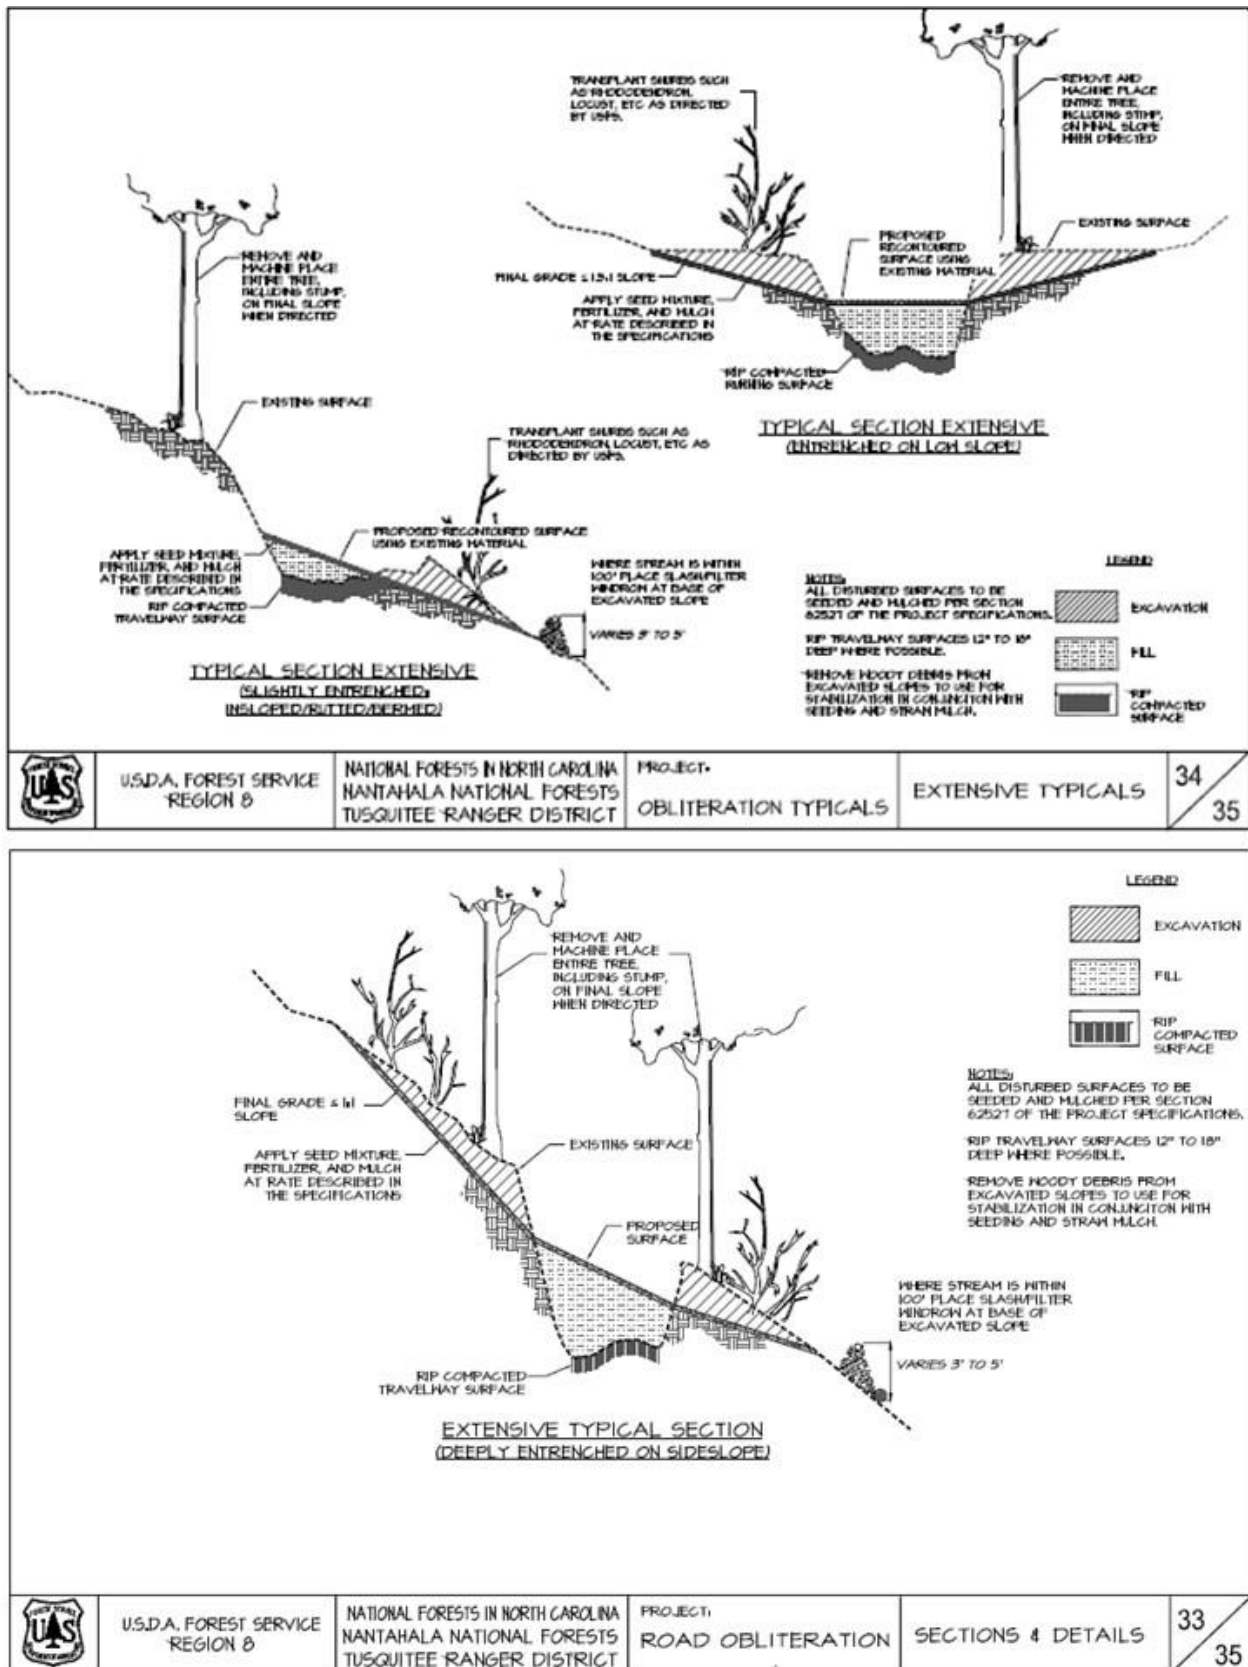 TRANSPLANT SHURBS SUCH
AS RHODODENDRON,
LOCUST, ETC AS DIRECTED
BY USFS.
REMOVE AND
MACHINE PLACE
ENTIRE TREE,
INCLUDING STUMP,
ON FINAL SLOPE
WHEN DIRECTED
REMOVE AND
MACHINE PLACE
ENTIRE TREE,
INCLUDING STUMP,
ON FINAL SLOPE
WHEN DIRECTED
EXISTING SURFACE
PROPOSED
RECONTOURED
SURFACE USING
EXISTING MATERIAL
FINAL GRADE ≤ 1.5:1 SLOPE
APPLY SEED MIXTURE,
FERTILIZER, AND MULCH
AT RATE DESCRIBED IN
THE SPECIFICATIONS
RIP COMPACTED
RUNNING SURFACE
TYPICAL SECTION EXTENSIVE
(ENTRENCHED ON LOW SLOPE)
EXISTING SURFACE
TRANSPLANT SHURBS SUCH AS
RHODODENDRON, LOCUST, ETC AS
DIRECTED BY USFS.
PROPOSED RECONTOURED SURFACE
USING EXISTING MATERIAL
APPLY SEED MIXTURE,
FERTILIZER, AND MULCH
AT RATE DESCRIBED IN
THE SPECIFICATIONS
RIP COMPACTED
TRAVELWAY SURFACE
WHERE STREAM IS WITHIN
100' PLACE SLASH/FILTER
WINDROW AT BASE OF
EXCAVATED SLOPE
VARIES 3' TO 5'
TYPICAL SECTION EXTENSIVE
(SLIGHTLY ENTRENCHED,
INSLOPED/RUTTED/BERMED)
NOTES:
ALL DISTURBED SURFACES TO BE
SEEDED AND MULCHED PER SECTION
62527 OF THE PROJECT SPECIFICATIONS.
RIP TRAVELWAY SURFACES 12" TO 18"
DEEP WHERE POSSIBLE.
REMOVE WOODY DEBRIS FROM
EXCAVATED SLOPES TO USE FOR
STABILIZATION IN CONJUNCITON WITH
SEEDING AND STRAW MULCH.
LEGEND
EXCAVATION
FILL
RIP
COMPACTED
SURFACE
U.S.D.A. FOREST SERVICE
REGION 8
NATIONAL FORESTS IN NORTH CAROLINA
NANTAHALA NATIONAL FORESTS
TUSQUITEE RANGER DISTRICT
PROJECT:
OBLITERATION TYPICALS
EXTENSIVE TYPICALS
34
35
LEGEND
EXCAVATION
FILL
RIP
COMPACTED
SURFACE
NOTES:
ALL DISTURBED SURFACES TO BE
SEEDED AND MULCHED PER SECTION
62527 OF THE PROJECT SPECIFICATIONS.
RIP TRAVELWAY SURFACES 12" TO 18"
DEEP WHERE POSSIBLE.
REMOVE WOODY DEBRIS FROM
EXCAVATED SLOPES TO USE FOR
STABILIZATION IN CONJUNCITON WITH
SEEDING AND STRAW MULCH.
REMOVE AND
MACHINE PLACE
ENTIRE TREE,
INCLUDING STUMP,
ON FINAL SLOPE
WHEN DIRECTED
FINAL GRADE ≤ 1:1
SLOPE
APPLY SEED MIXTURE,
FERTILIZER, AND MULCH
AT RATE DESCRIBED IN
THE SPECIFICATIONS
EXISTING SURFACE
PROPOSED
SURFACE
WHERE STREAM IS WITHIN
100' PLACE SLASH/FILTER
WINDROW AT BASE OF
EXCAVATED SLOPE
VARIES 3' TO 5'
RIP COMPACTED
TRAVELWAY SURFACE
EXTENSIVE TYPICAL SECTION
(DEEPLY ENTRENCHED ON SIDESLOPE)
U.S.D.A. FOREST SERVICE
REGION 8
NATIONAL FORESTS IN NORTH CAROLINA
NANTAHALA NATIONAL FORESTS
TUSQUITEE RANGER DISTRICT
PROJECT:
ROAD OBLITERATION
SECTIONS & DETAILS
33
35